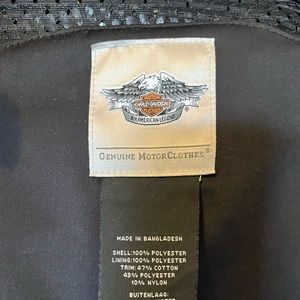 HARLEY-DAVIDSON
AN AMERICAN LEGEND
®
GENUINE MOTORCLOTHES®
MADE IN BANGLADESH
SHELL:100% POLYESTER
LINING:100% POLYESTER
TRIM: 47% COTTON
43% POLYESTER
10% NYLON
BUITENLAAG: